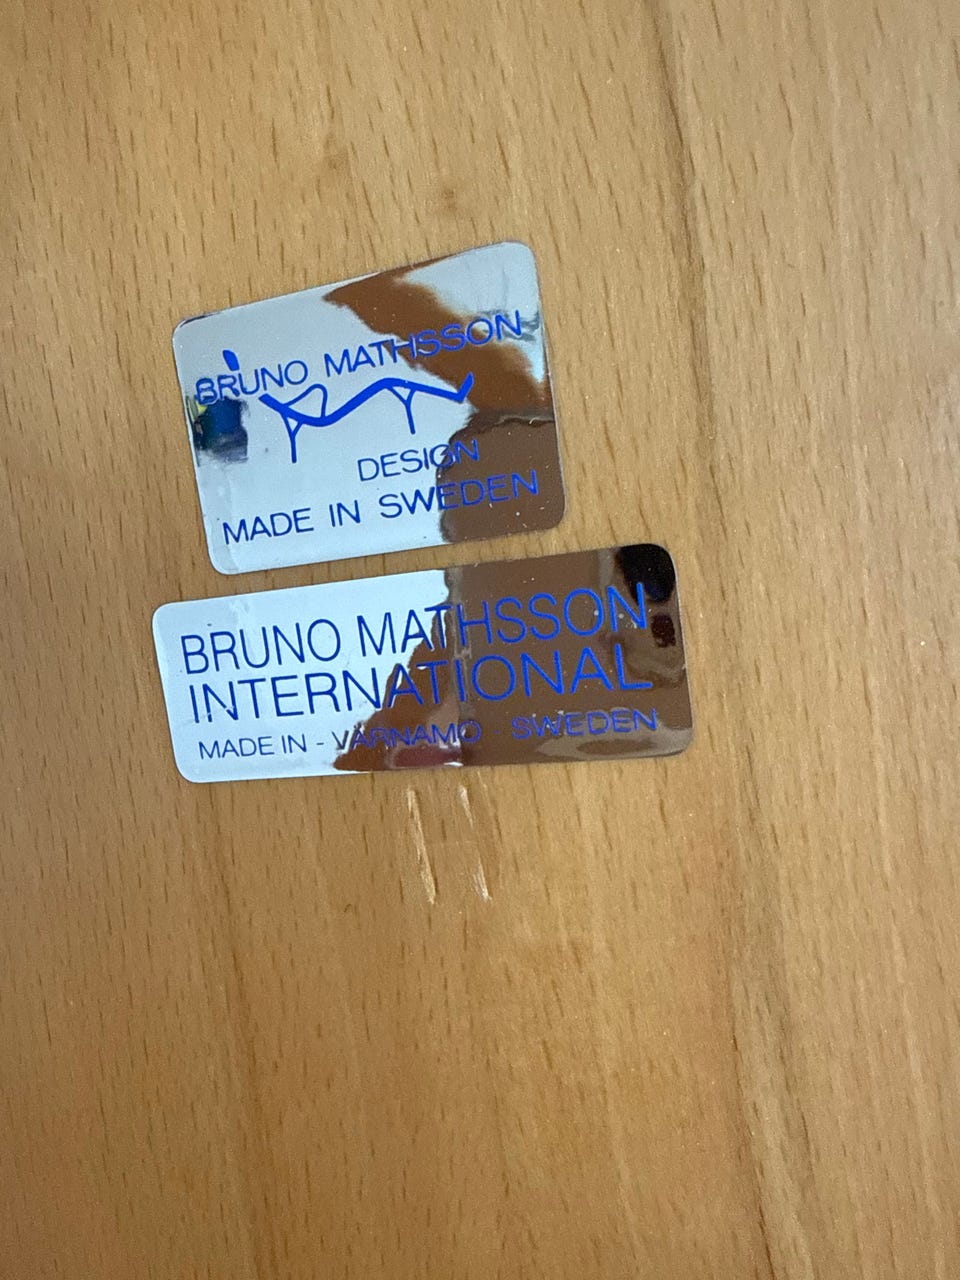 BRUNO MATHSSON
DESIGN
MADE IN SWEDEN
BRUNO MATHSSON
INTERNATIONAL
MADE IN - VÄRNAMO - SWEDEN